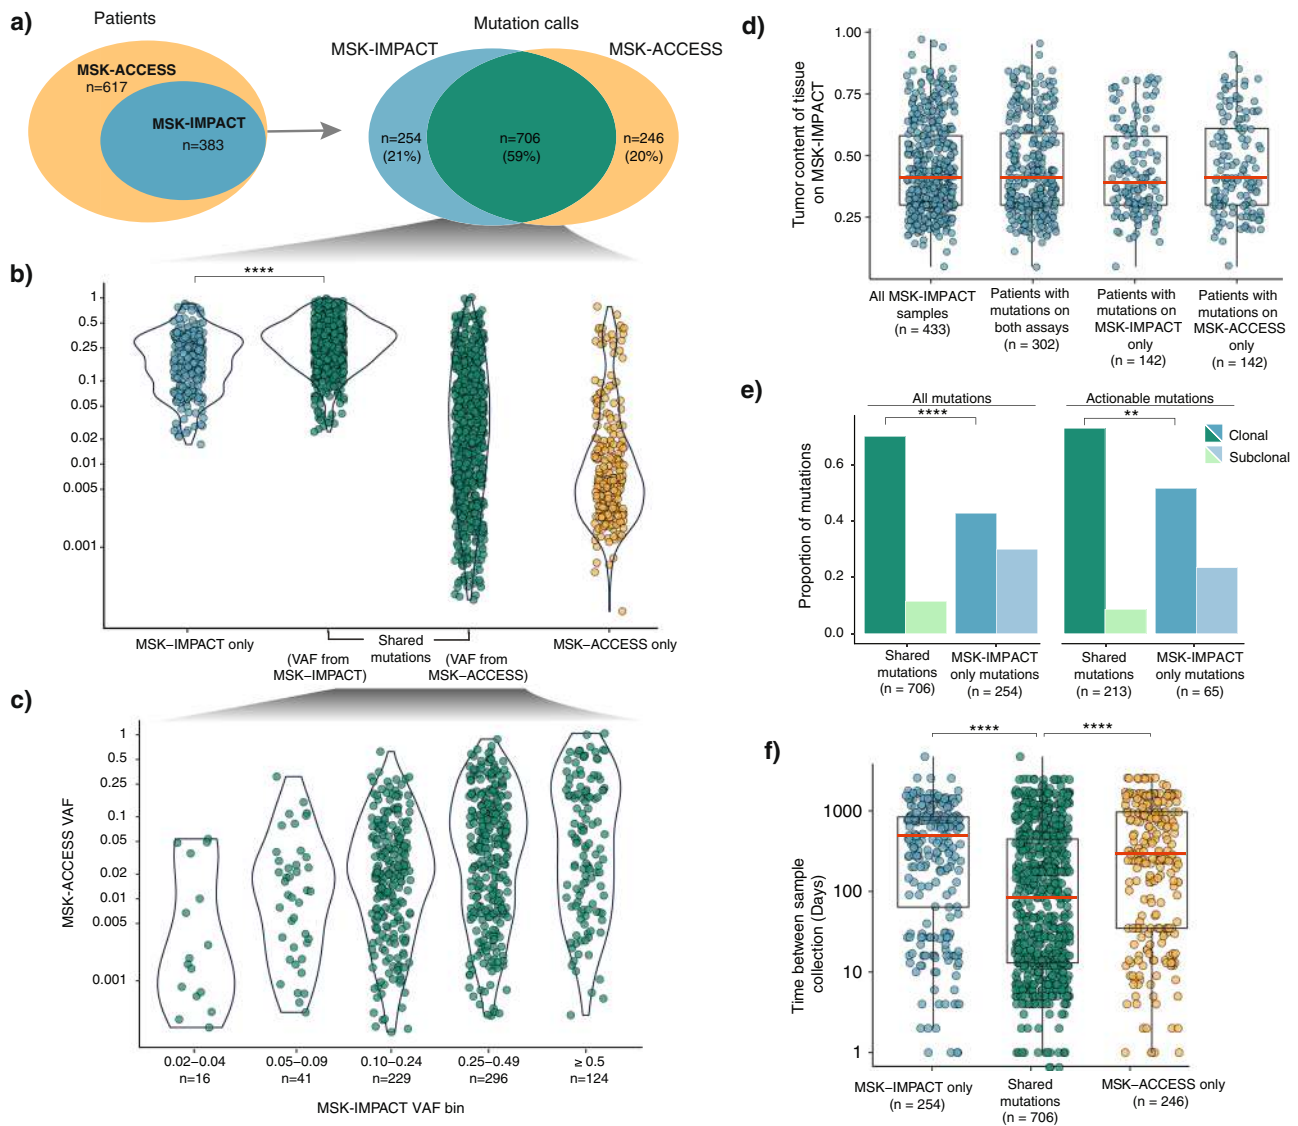 a)
Patients
MSK-ACCESS
n=617
MSK-IMPACT
n=383
Mutation calls
MSK-IMPACT
MSK-ACCESS
n=254
(21%)
n=706
(59%)
n=246
(20%)
b)
****
1
0.5
0.25
0.1
0.05
0.02
0.01
0.005
0.001
MSK–IMPACT only
Shared
mutations
(VAF from
MSK–IMPACT)
(VAF from
MSK–ACCESS)
MSK–ACCESS only
c)
MSK-ACCESS VAF
1
0.5
0.25
0.1
0.05
0.02
0.01
0.005
0.001
0.02–0.04
n=16
0.05–0.09
n=41
0.10–0.24
n=229
0.25–0.49
n=296
≥ 0.5
n=124
MSK-IMPACT VAF bin
d)
Tumor content of tissue
on MSK-IMPACT
1.00
0.75
0.50
0.25
All MSK-IMPACT
samples
(n = 433)
Patients with
mutations on
both assays
(n = 302)
Patients with
mutations on
MSK-IMPACT
only
(n = 142)
Patients with
mutations on
MSK-ACCESS
only
(n = 142)
e)
All mutations
****
Actionable mutations
**
Clonal
Subclonal
Proportion of mutations
0.6
0.4
0.2
0.0
Shared
mutations
(n = 706)
MSK-IMPACT
only mutations
(n = 254)
Shared
mutations
(n = 213)
MSK-IMPACT
only mutations
(n = 65)
f)
****
****
Time between sample
collection (Days)
1000
100
10
1
MSK–IMPACT only
(n = 254)
Shared
mutations
(n = 706)
MSK–ACCESS only
(n = 246)